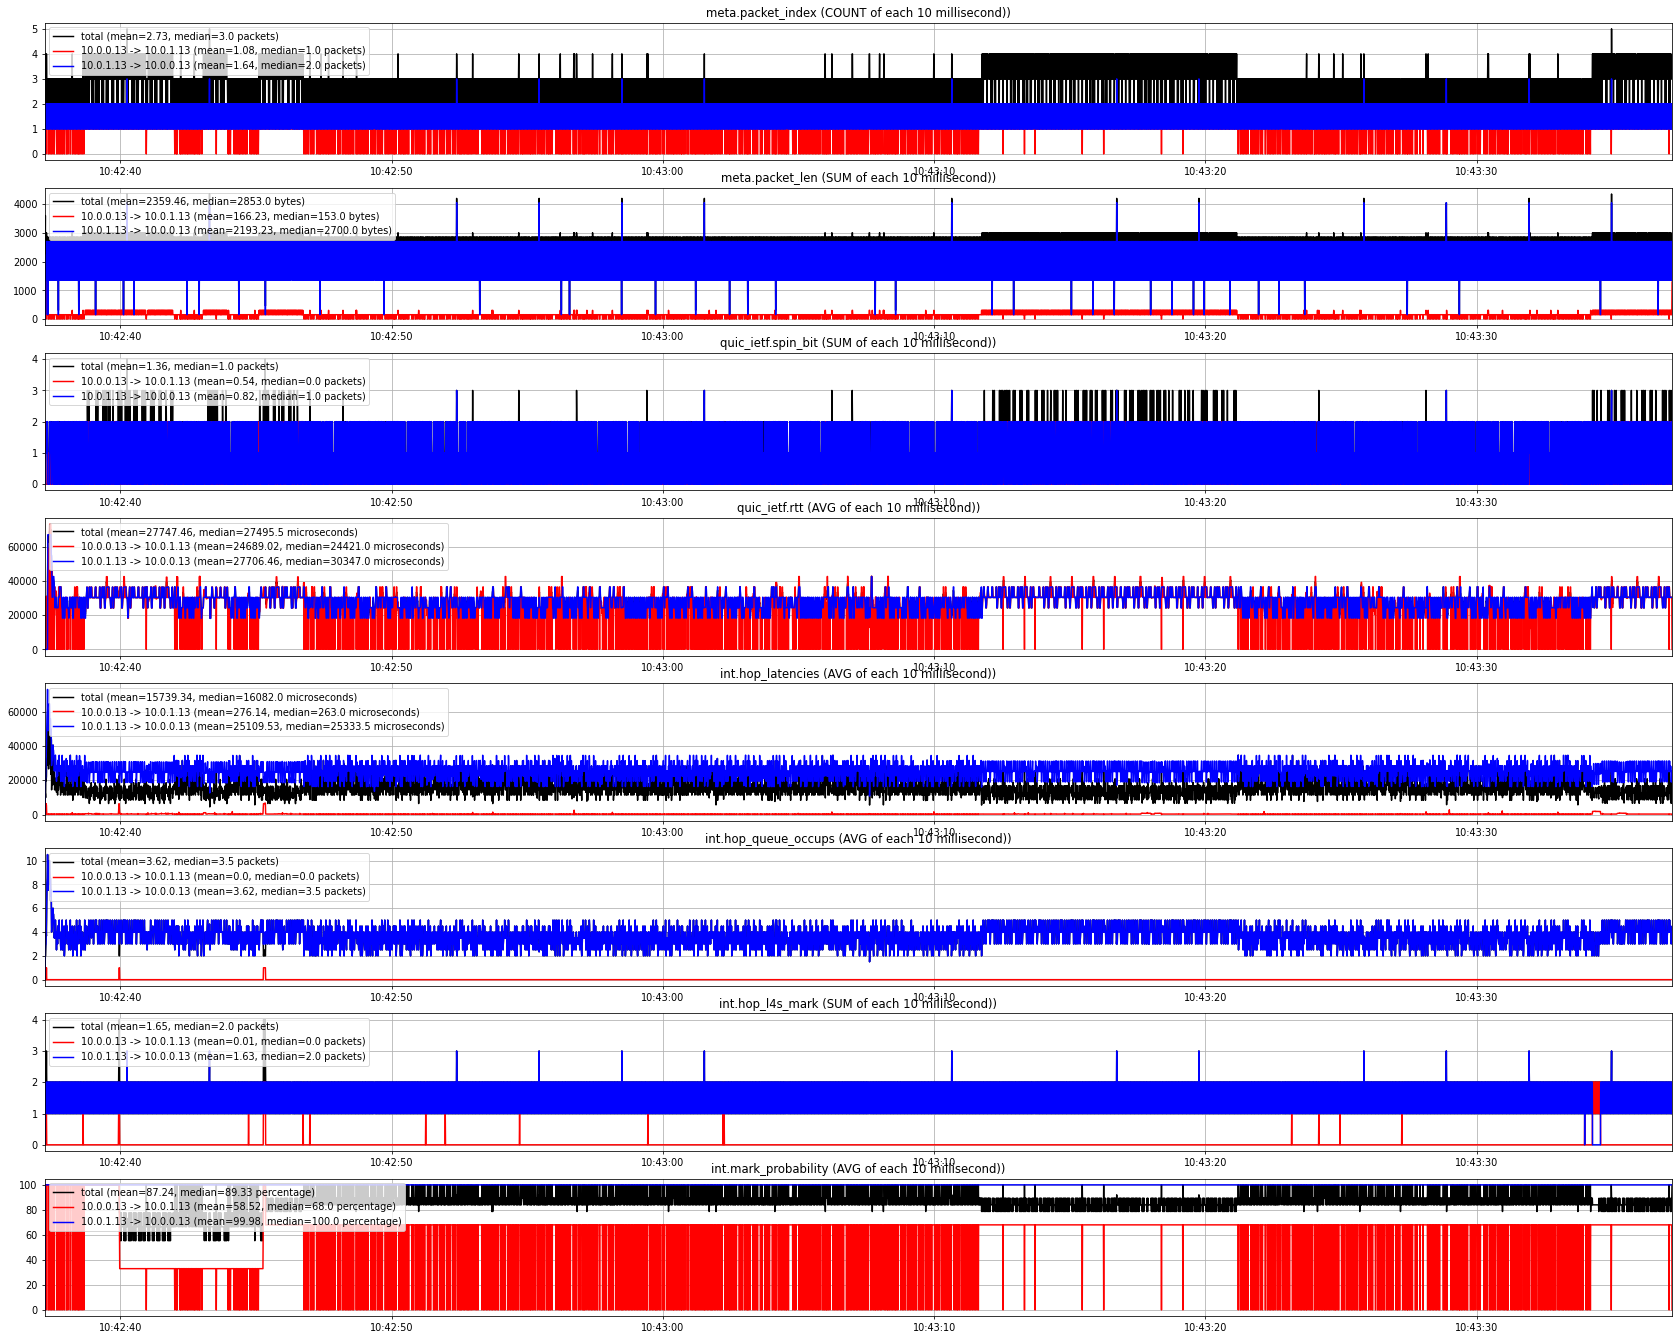 meta.packet_index (COUNT of each 10 millisecond))
5
4
3
2
1
0
total (mean=2.73, median=3.0 packets)
10.0.0.13 -> 10.0.1.13 (mean=1.08, median=1.0 packets)
10.0.1.13 -> 10.0.0.13 (mean=1.64, median=2.0 packets)
10:42:40 10:42:50 10:43:00 10:43:10 10:43:20 10:43:30
meta.packet_len (SUM of each 10 millisecond))
4000
3000
2000
1000
0
total (mean=2359.46, median=2853.0 bytes)
10.0.0.13 -> 10.0.1.13 (mean=166.23, median=153.0 bytes)
10.0.1.13 -> 10.0.0.13 (mean=2193.23, median=2700.0 bytes)
10:42:40 10:42:50 10:43:00 10:43:10 10:43:20 10:43:30
quic_ietf.spin_bit (SUM of each 10 millisecond))
4
3
2
1
0
total (mean=1.36, median=1.0 packets)
10.0.0.13 -> 10.0.1.13 (mean=0.54, median=0.0 packets)
10.0.1.13 -> 10.0.0.13 (mean=0.82, median=1.0 packets)
10:42:40 10:42:50 10:43:00 10:43:10 10:43:20 10:43:30
quic_ietf.rtt (AVG of each 10 millisecond))
60000
40000
20000
0
total (mean=27747.46, median=27495.5 microseconds)
10.0.0.13 -> 10.0.1.13 (mean=24689.02, median=24421.0 microseconds)
10.0.1.13 -> 10.0.0.13 (mean=27706.46, median=30347.0 microseconds)
10:42:40 10:42:50 10:43:00 10:43:10 10:43:20 10:43:30
int.hop_latencies (AVG of each 10 millisecond))
60000
40000
20000
0
total (mean=15739.34, median=16082.0 microseconds)
10.0.0.13 -> 10.0.1.13 (mean=276.14, median=263.0 microseconds)
10.0.1.13 -> 10.0.0.13 (mean=25109.53, median=25333.5 microseconds)
10:42:40 10:42:50 10:43:00 10:43:10 10:43:20 10:43:30
int.hop_queue_occups (AVG of each 10 millisecond))
10
8
6
4
2
0
total (mean=3.62, median=3.5 packets)
10.0.0.13 -> 10.0.1.13 (mean=0.0, median=0.0 packets)
10.0.1.13 -> 10.0.0.13 (mean=3.62, median=3.5 packets)
10:42:40 10:42:50 10:43:00 10:43:10 10:43:20 10:43:30
int.hop_l4s_mark (SUM of each 10 millisecond))
4
3
2
1
0
total (mean=1.65, median=2.0 packets)
10.0.0.13 -> 10.0.1.13 (mean=0.01, median=0.0 packets)
10.0.1.13 -> 10.0.0.13 (mean=1.63, median=2.0 packets)
10:42:40 10:42:50 10:43:00 10:43:10 10:43:20 10:43:30
int.mark_probability (AVG of each 10 millisecond))
100
80
60
40
20
0
total (mean=87.24, median=89.33 percentage)
10.0.0.13 -> 10.0.1.13 (mean=58.52, median=68.0 percentage)
10.0.1.13 -> 10.0.0.13 (mean=99.98, median=100.0 percentage)
10:42:40 10:42:50 10:43:00 10:43:10 10:43:20 10:43:30